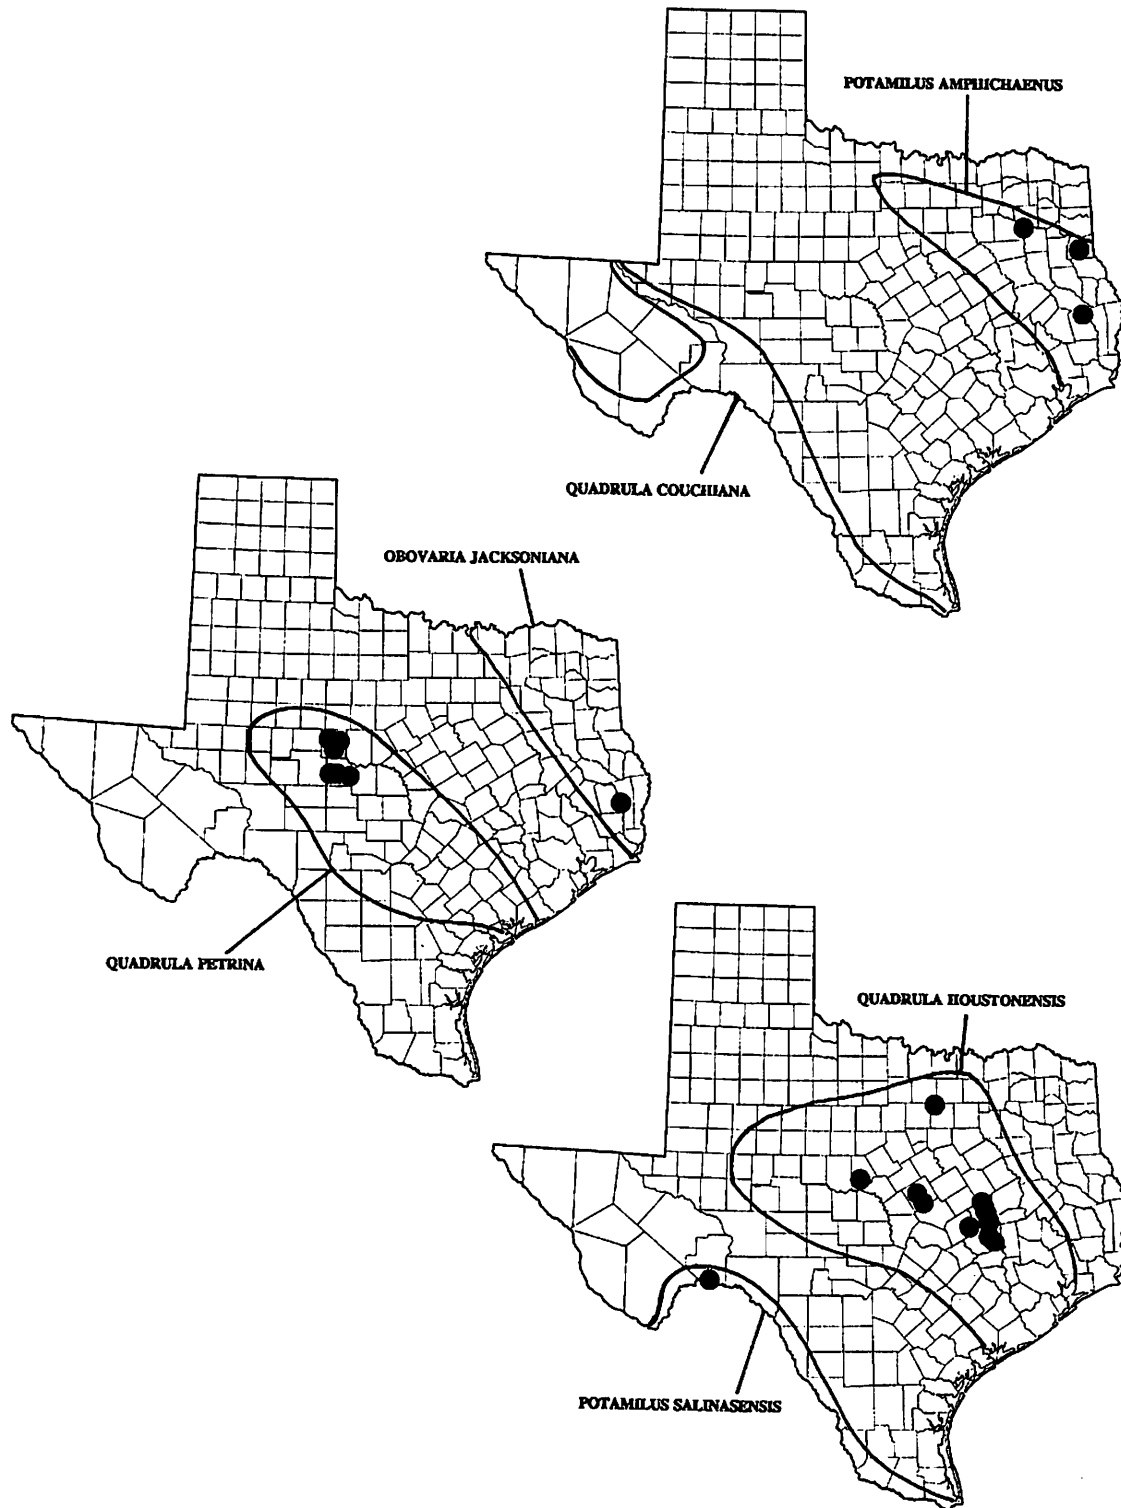 POTAMILUS AMPHICHAENUS
QUADRULA COUCHIANA
OBOVARIA JACKSONIANA
QUADRULA PETRINA
QUADRULA HOUSTONENSIS
POTAMILUS SALINASENSIS